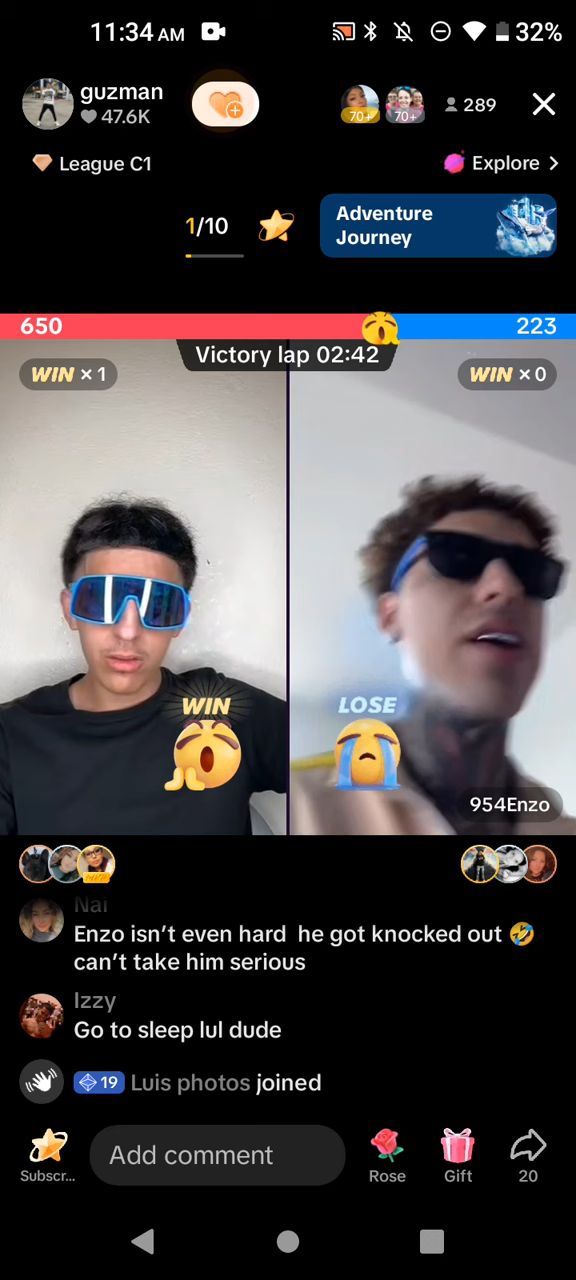 11:34 AM
32%
guzman
47.6K
70+
70+
289
League C1
Explore
1/10
Adventure
Journey
650
223
Victory lap 02:42
WIN × 1
WIN × 0
WIN
LOSE
954Enzo
Nai
Enzo isn’t even hard he got knocked out 🤣
can’t take him serious
Izzy
Go to sleep lul dude
19 Luis photos joined
Add comment
Subscr...
Rose
Gift
20